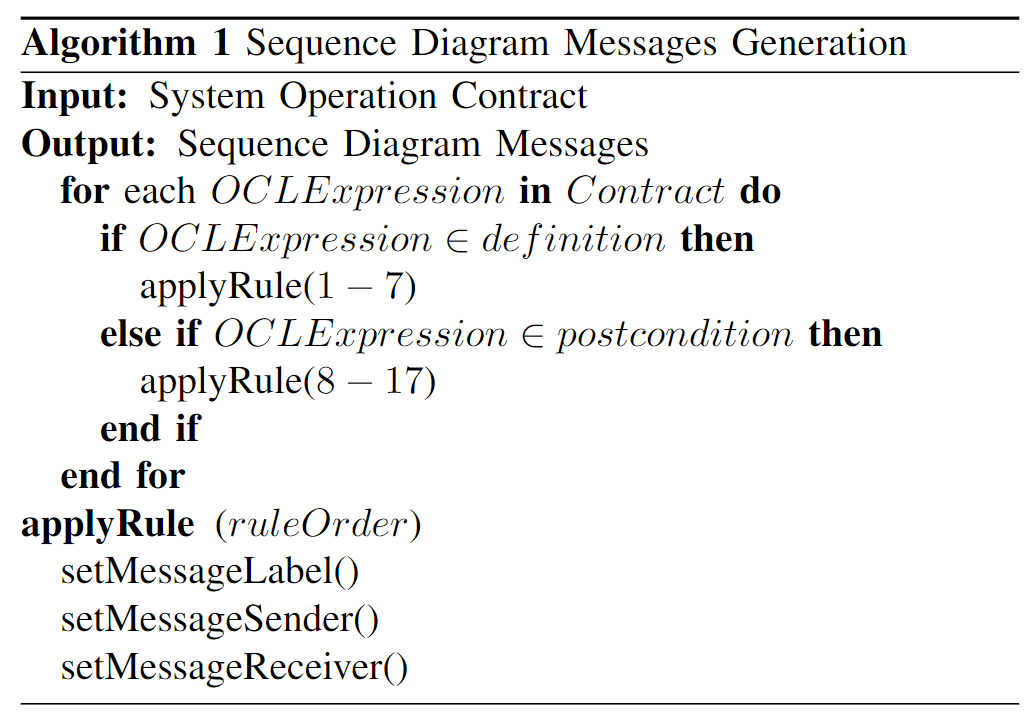 Algorithm 1 Sequence Diagram Messages Generation
Input: System Operation Contract
Output: Sequence Diagram Messages
for each OCLExpression in Contract do
if OCLExpression ∈ definition then
applyRule(1 − 7)
else if OCLExpression ∈ postcondition then
applyRule(8 − 17)
end if
end for
applyRule (ruleOrder)
setMessageLabel()
setMessageSender()
setMessageReceiver()